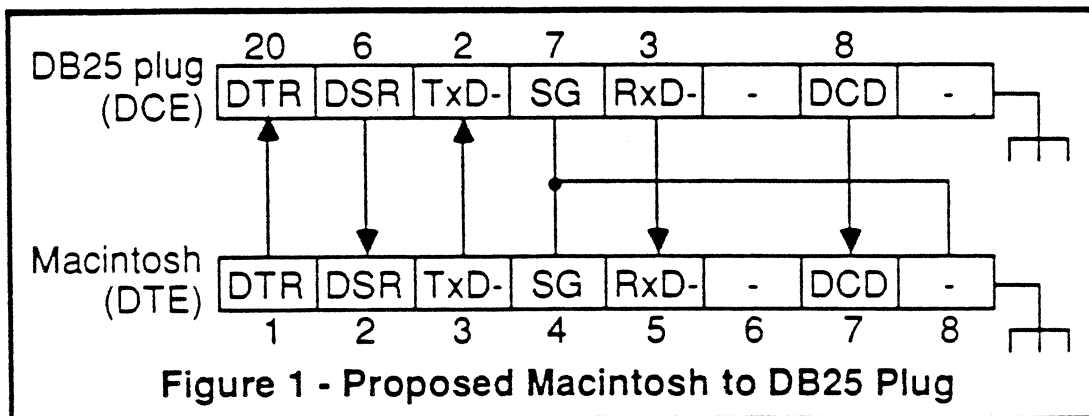 20 6 2 7 3 8
DB25 plug
(DCE)
DTR DSR TxD- SG RxD- - DCD -
Macintosh
(DTE)
DTR DSR TxD- SG RxD- - DCD -
1 2 3 4 5 6 7 8
Figure 1 - Proposed Macintosh to DB25 Plug